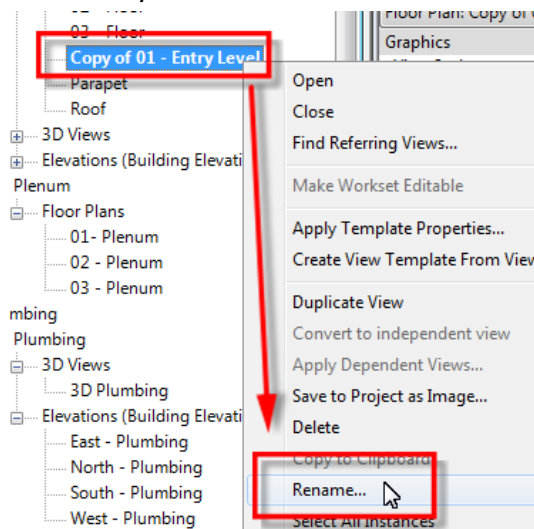 03 - Floor
Copy of 01 - Entry Level
Parapet
Roof
3D Views
Elevations (Building Elevati
Plenum
Floor Plans
01- Plenum
02 - Plenum
03 - Plenum
mbing
Plumbing
3D Views
3D Plumbing
Elevations (Building Elevati
East - Plumbing
North - Plumbing
South - Plumbing
West - Plumbing
Floor Plan: Copy of
Graphics
Open
Close
Find Referring Views...
Make Workset Editable
Apply Template Properties...
Create View Template From View
Duplicate View
Convert to independent view
Apply Dependent Views...
Save to Project as Image...
Delete
Copy to Clipboard
Rename...
Select All Instances